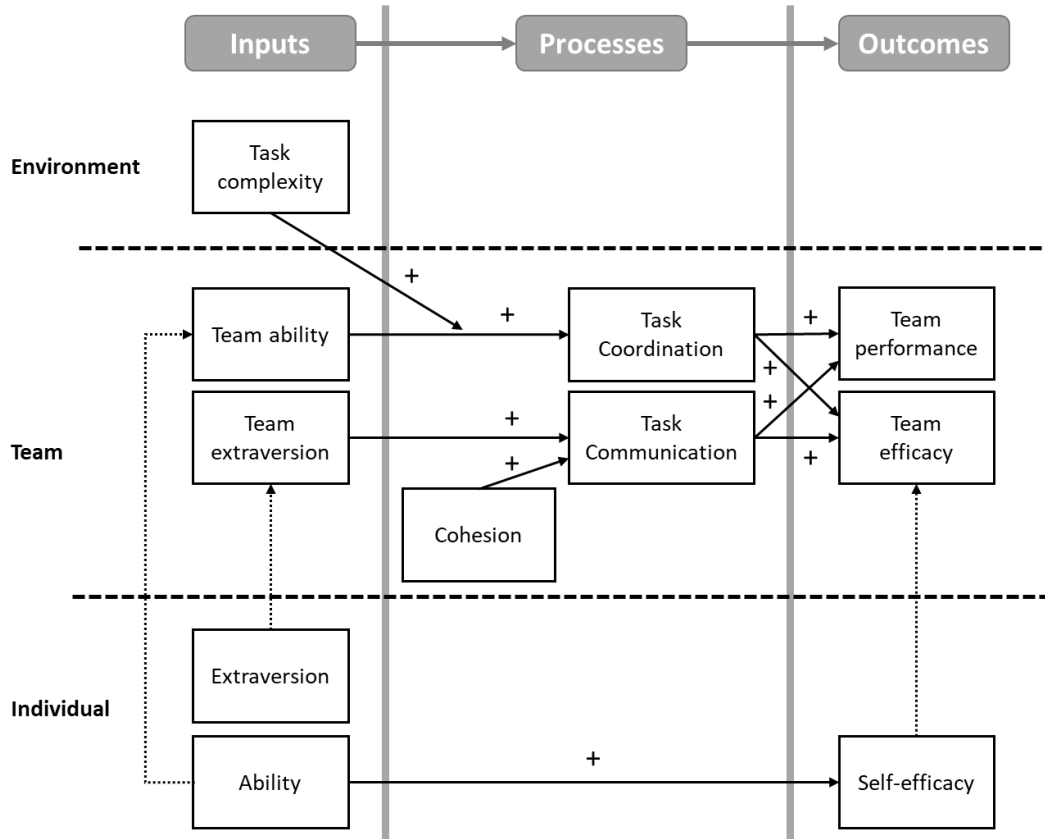 Inputs
Processes
Outcomes
Environment
Task
complexity
+
Team ability
+
Task
Coordination
+
Team
performance
+
+
Team
Team
extraversion
+
Task
Communication
+
Team
efficacy
+
Cohesion
Extraversion
Individual
Ability
+
Self-efficacy